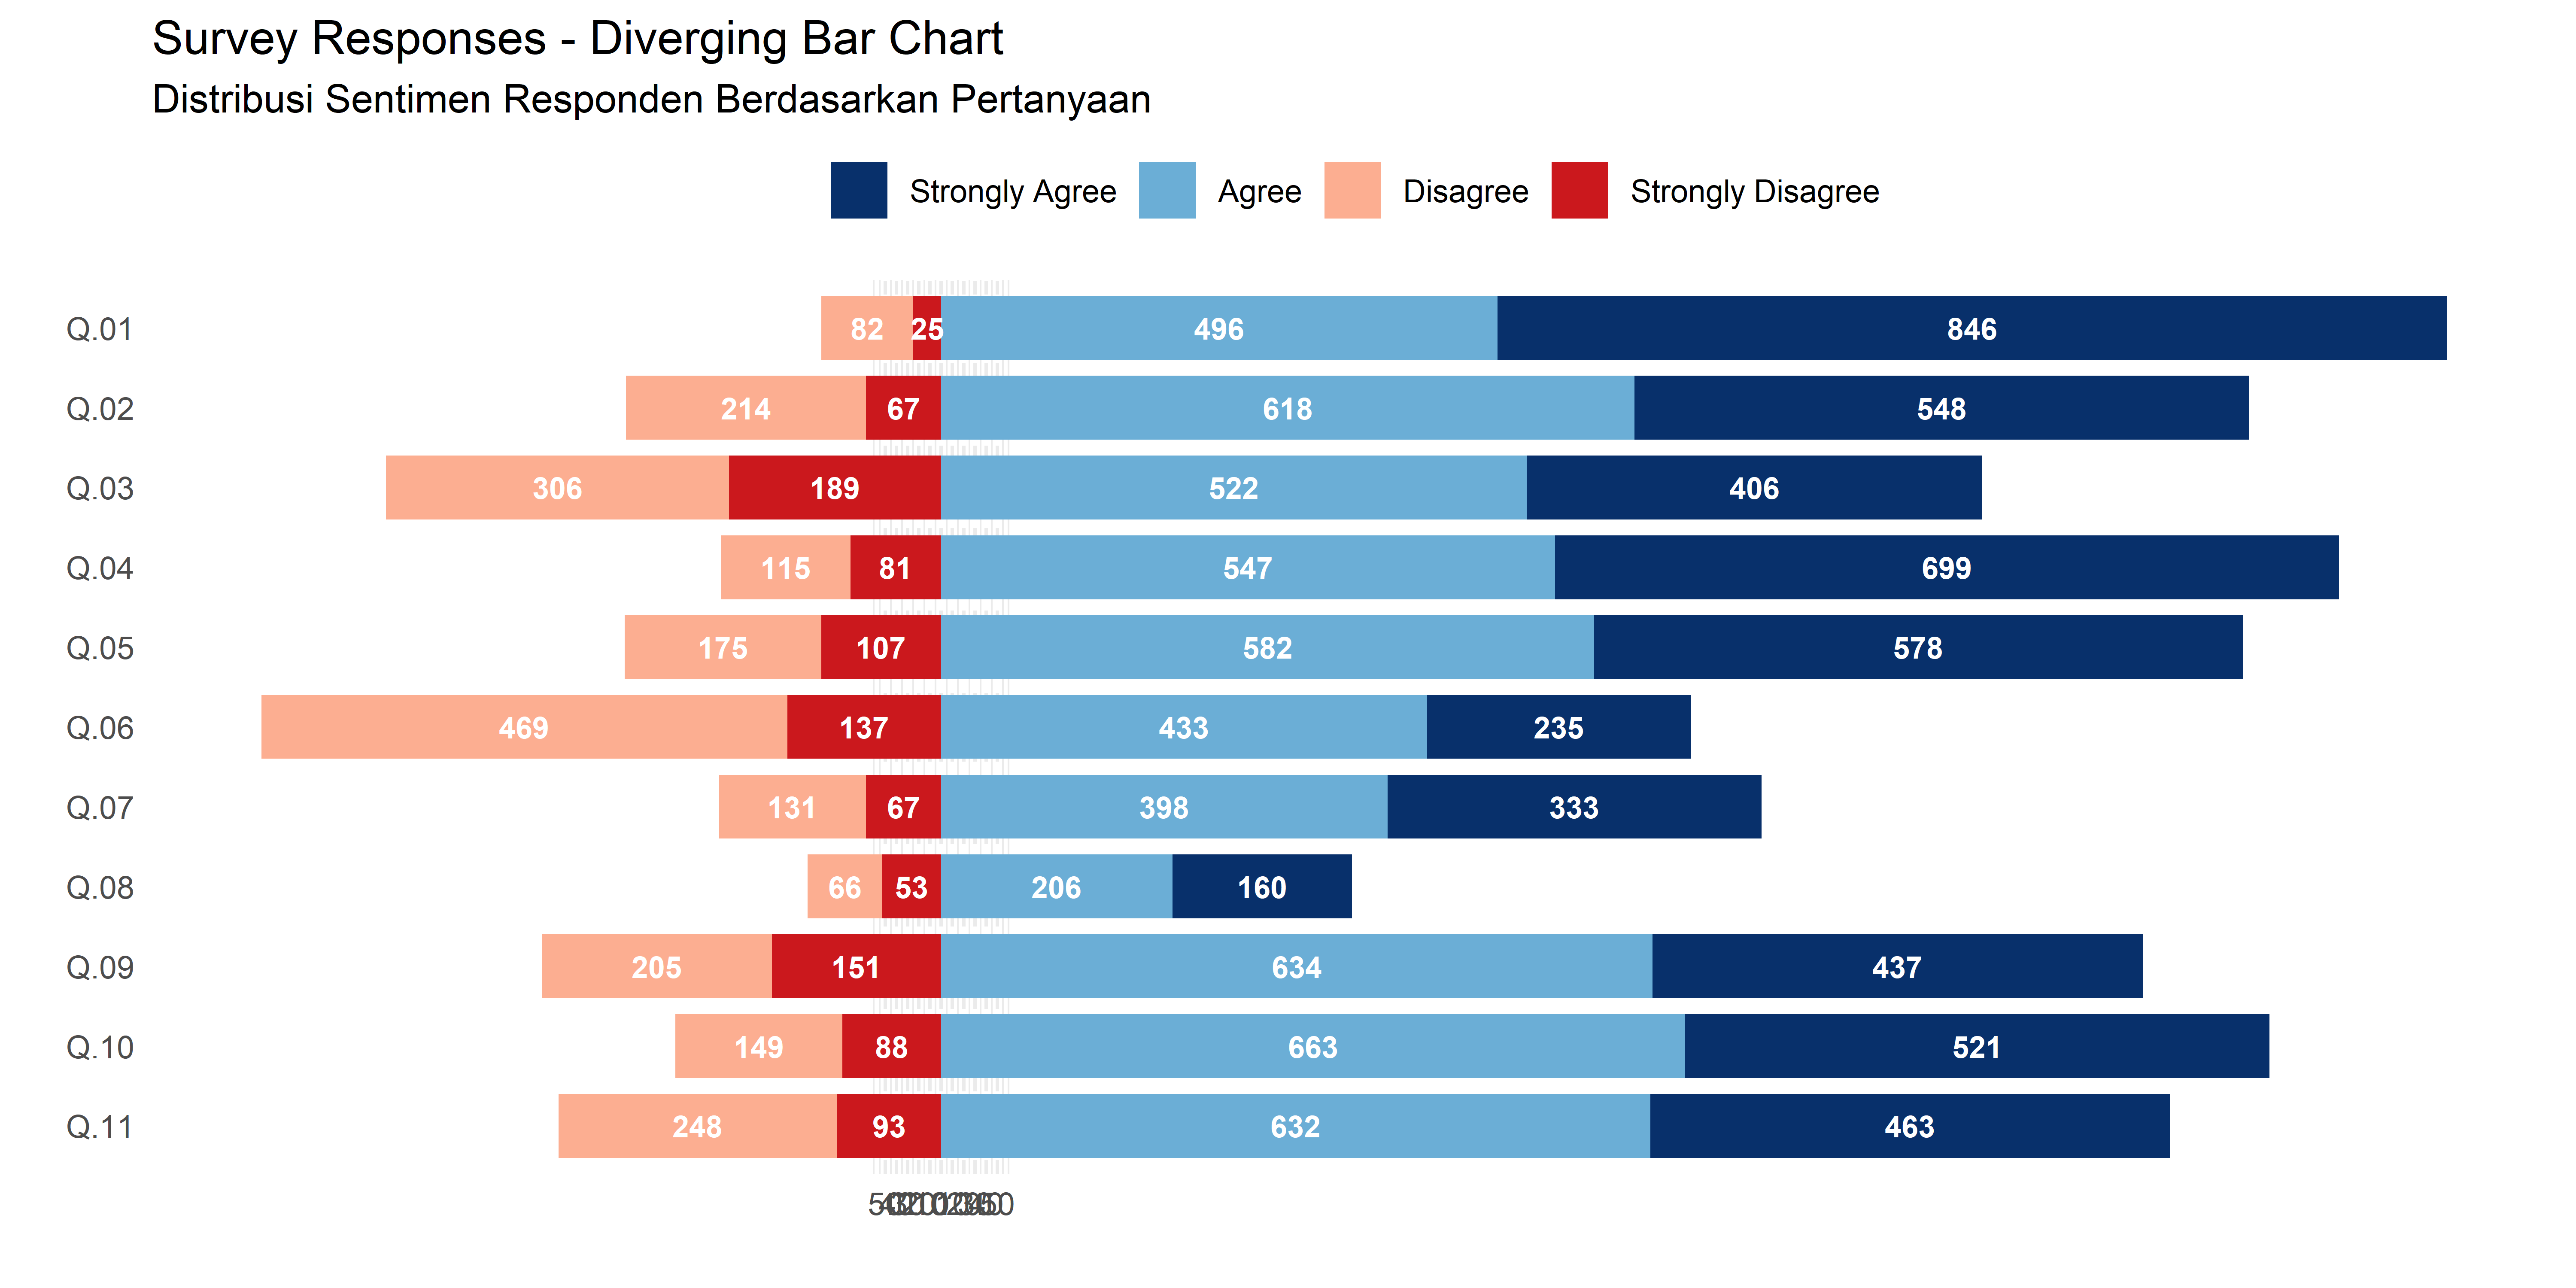 Survey Responses - Diverging Bar Chart
Distribusi Sentimen Responden Berdasarkan Pertanyaan
Strongly Agree Agree Disagree Strongly Disagree
Q.01 82 25 496 846
Q.02 214 67 618 548
Q.03 306 189 522 406
Q.04 115 81 547 699
Q.05 175 107 582 578
Q.06 469 137 433 235
Q.07 131 67 398 333
Q.08 66 53 206 160
Q.09 205 151 634 437
Q.10 149 88 663 521
Q.11 248 93 632 463